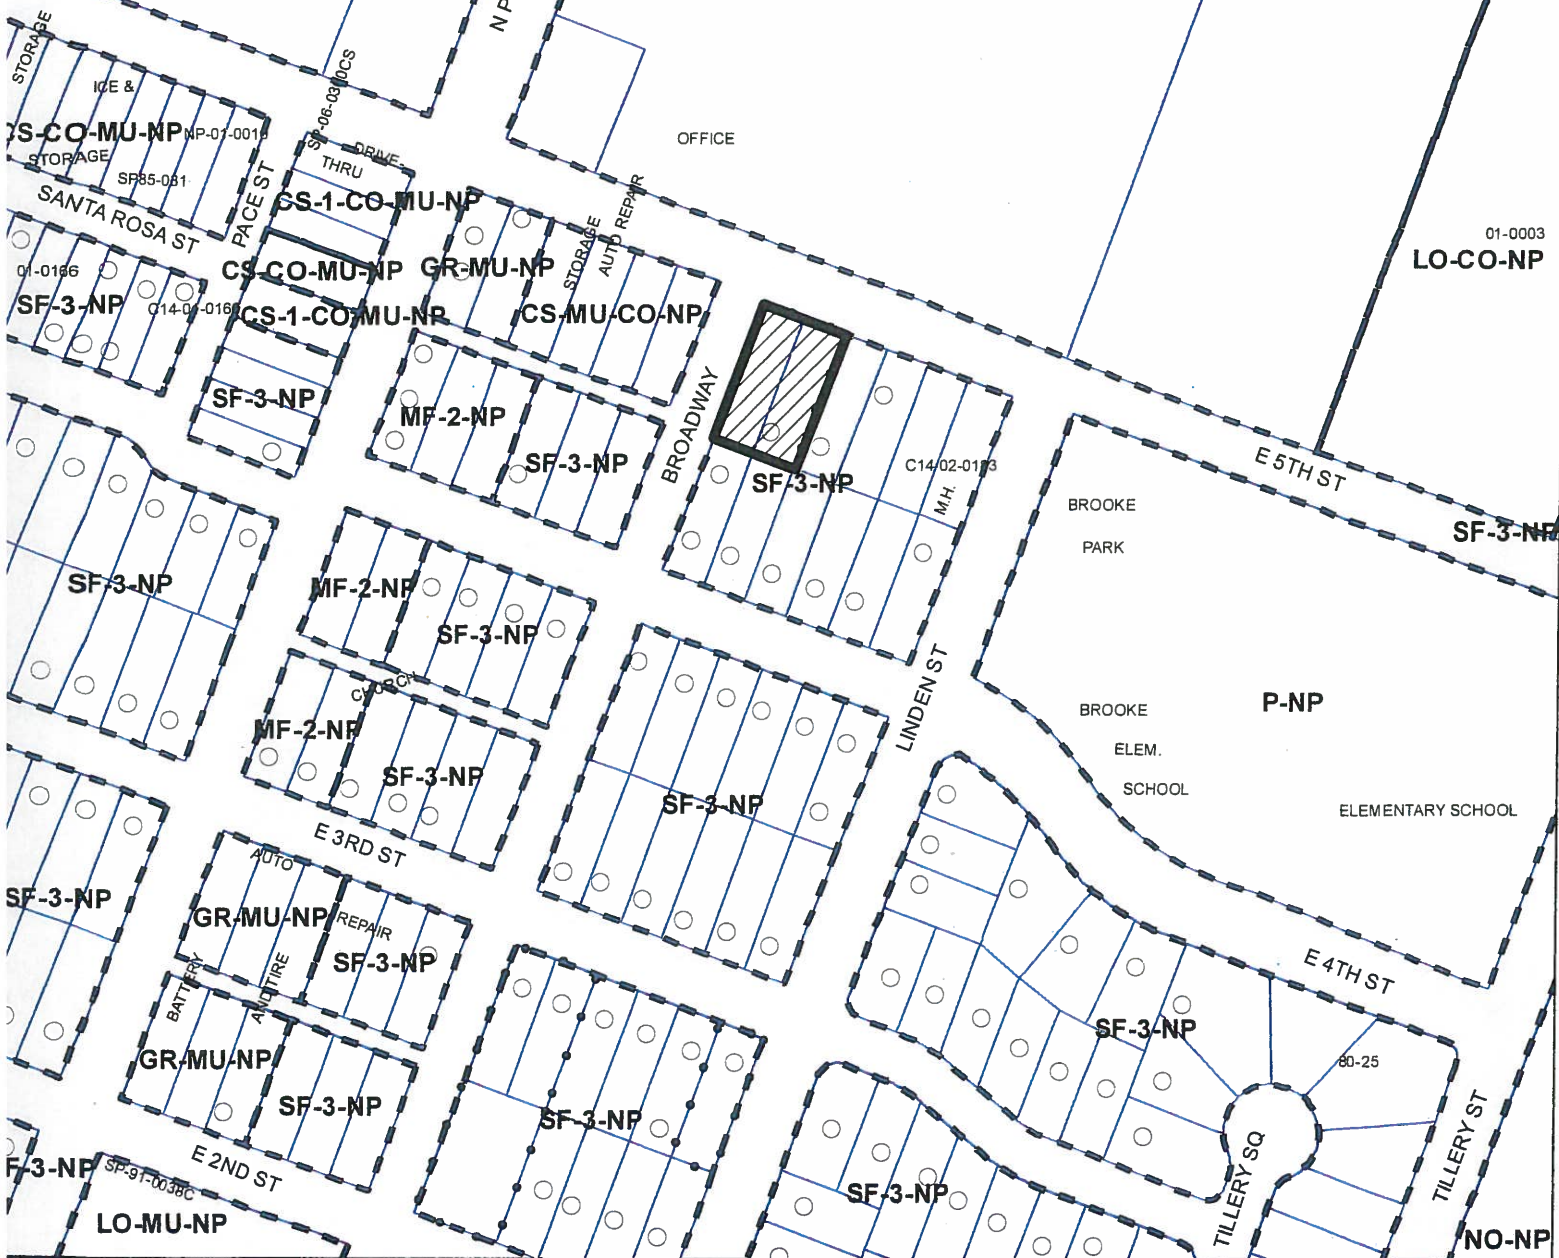 STORAGE
N P
ICE &
SP-06-0300CS
CS-CO-MU-NP
NP-01-0010
OFFICE
DRIVE-
THRU
STORAGE
SP85-081
SANTA ROSA ST
PACE ST
CS-1-CO-MU-NP
STORAGE
AUTO REPAIR
01-0003
LO-CO-NP
01-0166
CS-CO-MU-NP
GR-MU-NP
SF-3-NP
C14-01-0166
CS-1-CO-MU-NP
CS-MU-CO-NP
SF-3-NP
MF-2-NP
BROADWAY
SF-3-NP
SF-3-NP
C14-02-0183
M.H.
E 5TH ST
BROOKE
PARK
SF-3-NP
SF-3-NP
MF-2-NP
SF-3-NP
CHURCH
LINDEN ST
P-NP
BROOKE
ELEM.
SCHOOL
MF-2-NP
SF-3-NP
SF-3-NP
ELEMENTARY SCHOOL
E 3RD ST
AUTO
SF-3-NP
GR-MU-NP
REPAIR
SF-3-NP
BATTERY
AND TIRE
E 4TH ST
SF-3-NP
GR-MU-NP
80-25
SF-3-NP
SF-3-NP
TILLERY ST
TILLERY SQ
E 2ND ST
F-3-NP
SP-91-0038C
SF-3-NP
LO-MU-NP
NO-NP